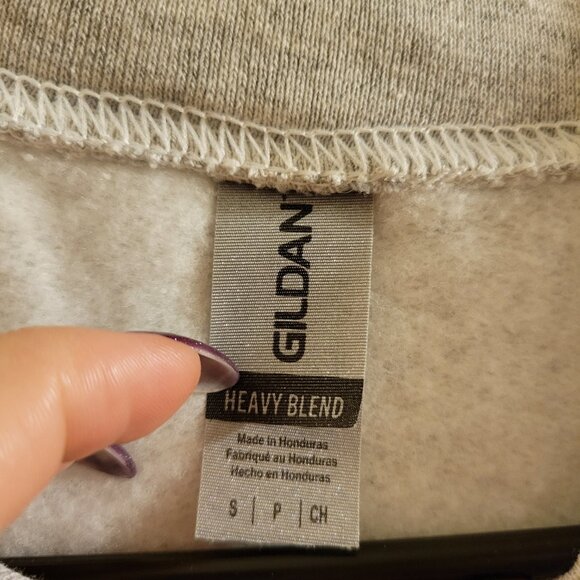 GILDAN
HEAVY BLEND
Made in Honduras
Fabriqué au Honduras
Hecho en Honduras
S | P | CH